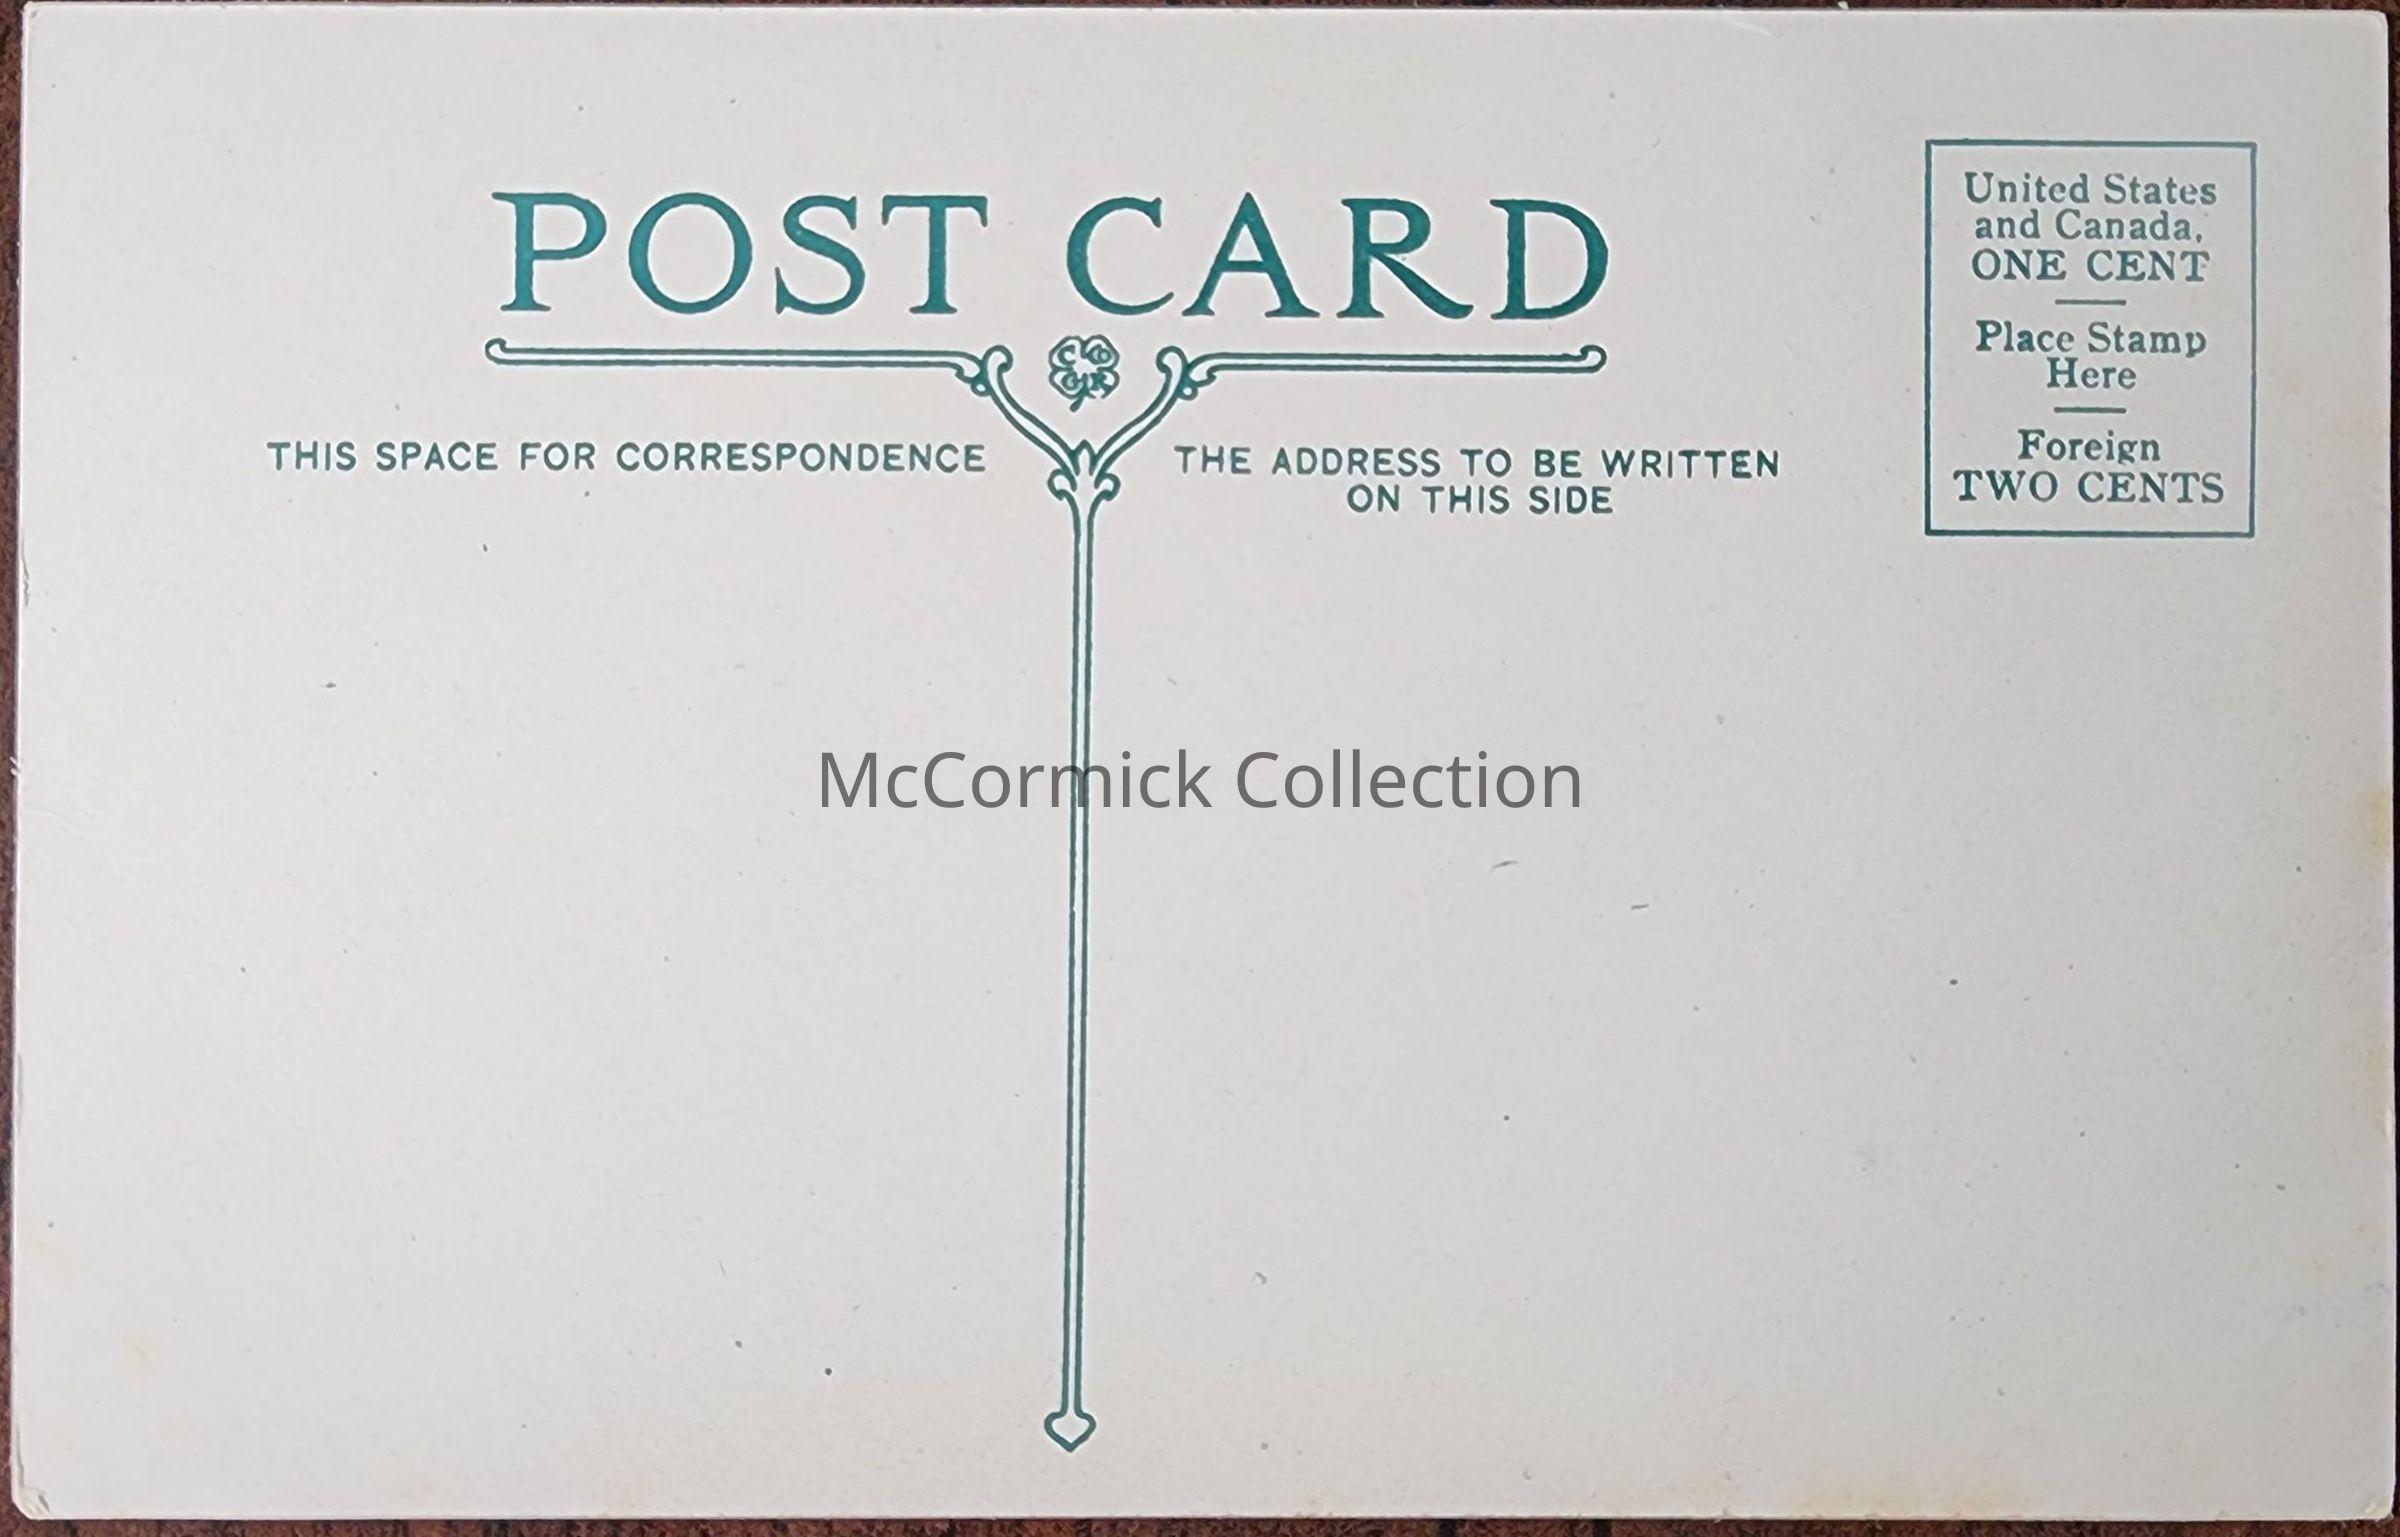 POST CARD
THIS SPACE FOR CORRESPONDENCE
THE ADDRESS TO BE WRITTEN
ON THIS SIDE
United States
and Canada,
ONE CENT
Place Stamp
Here
Foreign
TWO CENTS
McCormick Collection